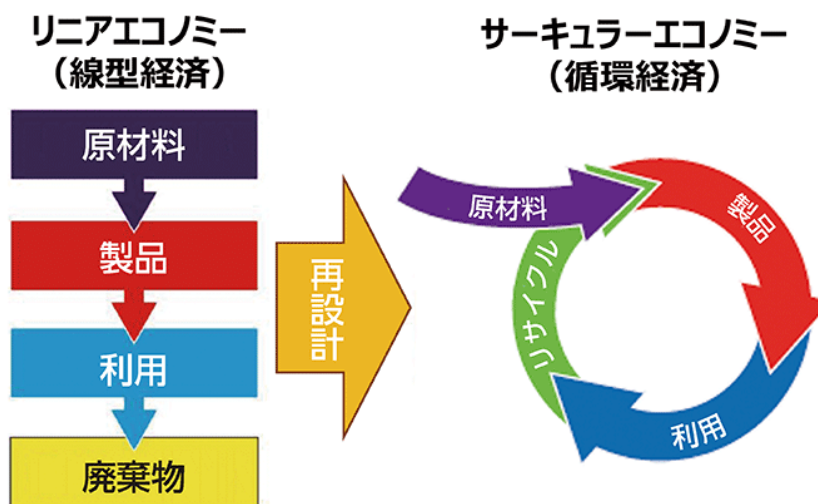 リニアエコノミー
（線型経済）
原材料
製品
利用
廃棄物
再設計
サーキュラーエコノミー
（循環経済）
原材料
製品
利用
リサイクル